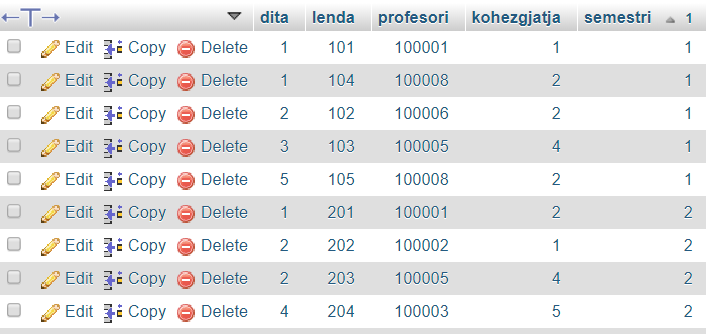 dita lenda profesori kohezgjatja semestri 1
Edit Copy Delete 1 101 100001 1 1
Edit Copy Delete 1 104 100008 2 1
Edit Copy Delete 2 102 100006 2 1
Edit Copy Delete 3 103 100005 4 1
Edit Copy Delete 5 105 100008 2 1
Edit Copy Delete 1 201 100001 2 2
Edit Copy Delete 2 202 100002 1 2
Edit Copy Delete 2 203 100005 4 2
Edit Copy Delete 4 204 100003 5 2